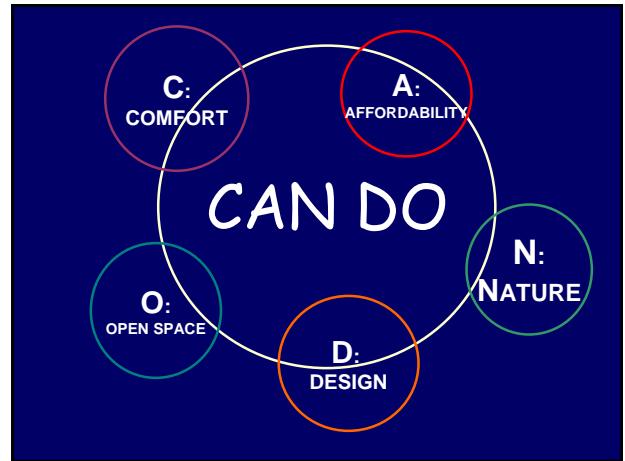 C:
COMFORT
A:
AFFORDABILITY
CAN DO
N:
NATURE
O:
OPEN SPACE
D:
DESIGN